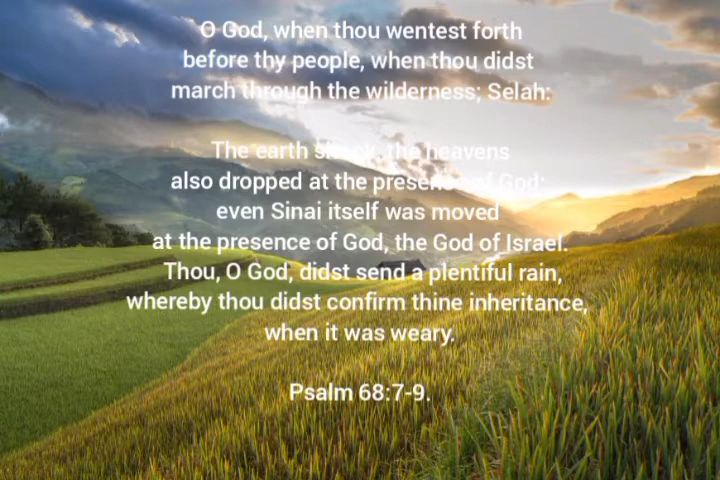 O God, when thou wentest forth
before thy people, when thou didst
march through the wilderness; Selah:
The earth shook, the heavens
also dropped at the presence of God:
even Sinai itself was moved
at the presence of God, the God of Israel.
Thou, O God, didst send a plentiful rain,
whereby thou didst confirm thine inheritance,
when it was weary.
Psalm 68:7-9.